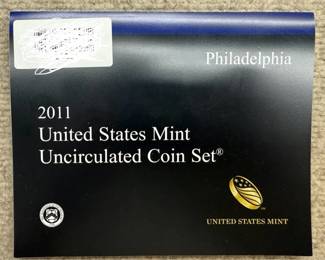 Philadelphia
2011
United States Mint
Uncirculated Coin Set®
UNITED STATES MINT